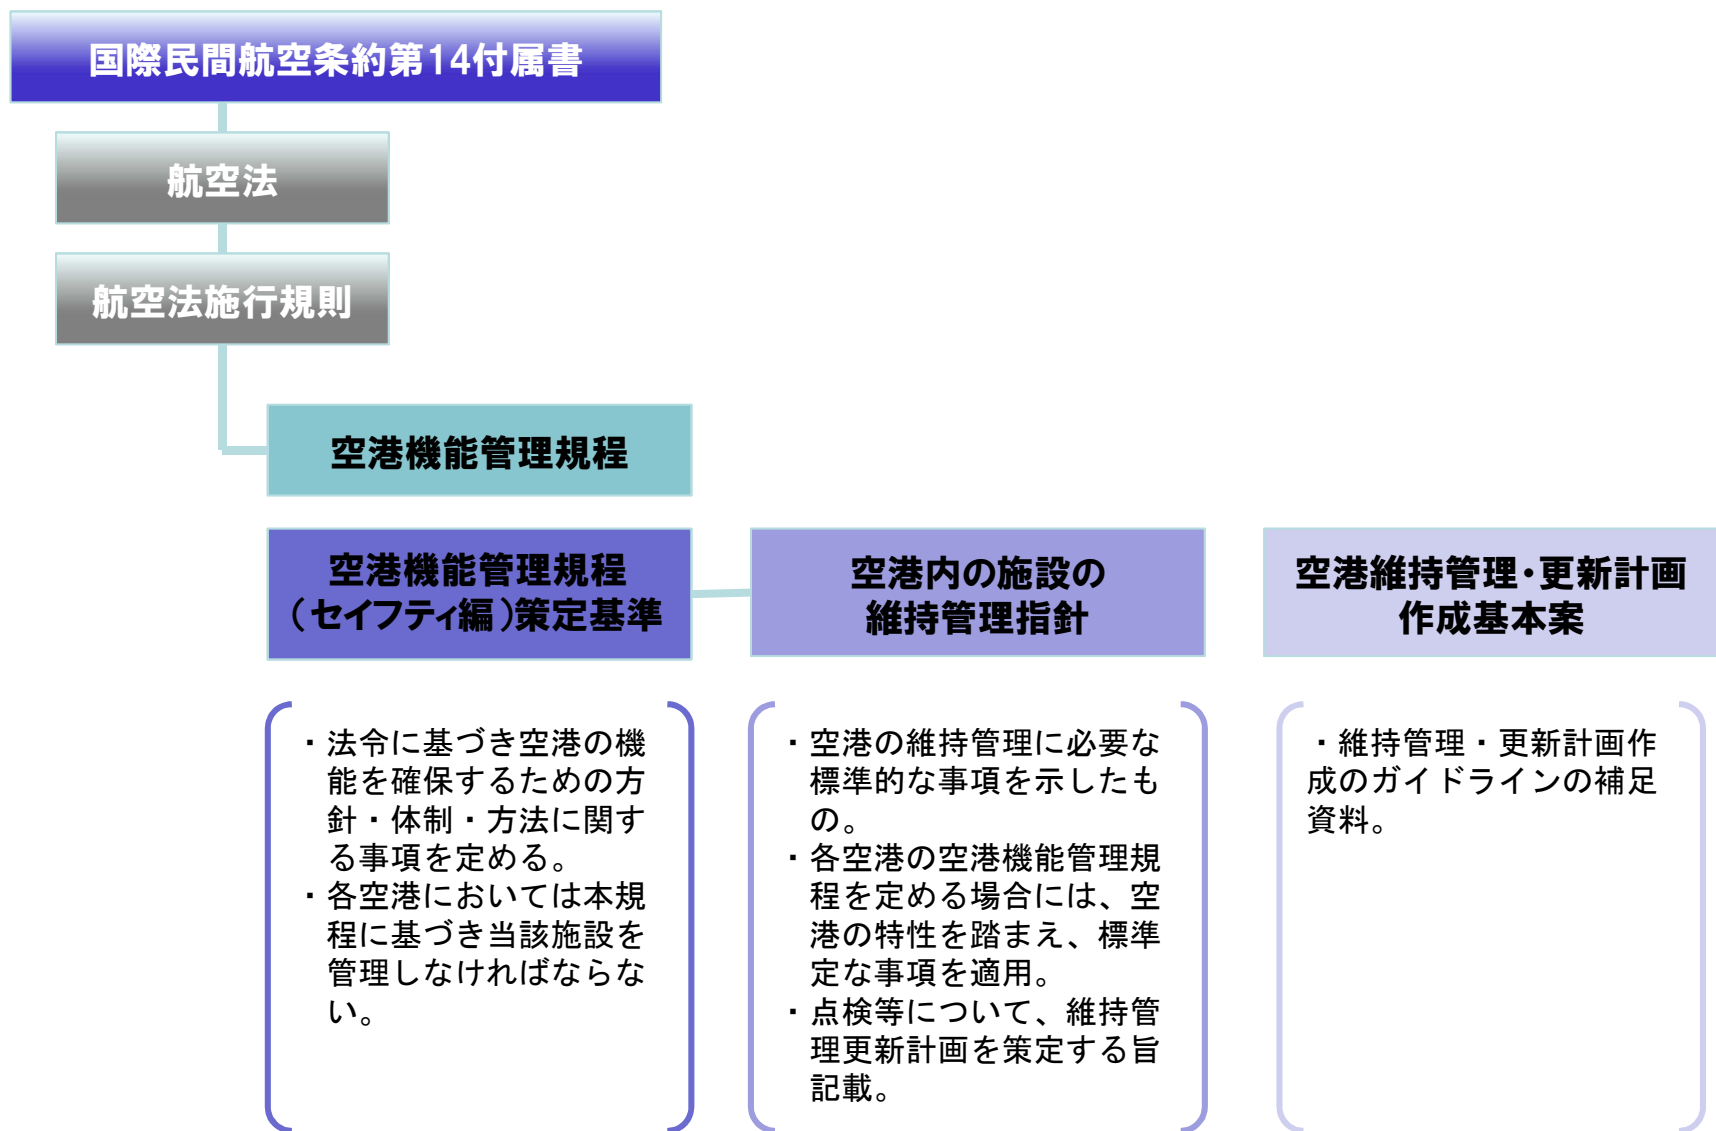 国際民間航空条約第14付属書
航空法
航空法施行規則
空港機能管理規程
空港機能管理規程
(セイフティ編)策定基準
空港内の施設の
維持管理指針
空港維持管理・更新計画
作成基本案
・法令に基づき空港の機
能を確保するための方
針・体制・方法に関す
る事項を定める。
・各空港においては本規
程に基づき当該施設を
管理しなければならな
い。
・空港の維持管理に必要な
標準的な事項を示したも
の。
・各空港の空港機能管理規
程を定める場合には、空
港の特性を踏まえ、標準
定な事項を適用。
・点検等について、維持管
理更新計画を策定する旨
記載。
・維持管理・更新計画作
成のガイドラインの補足
資料。